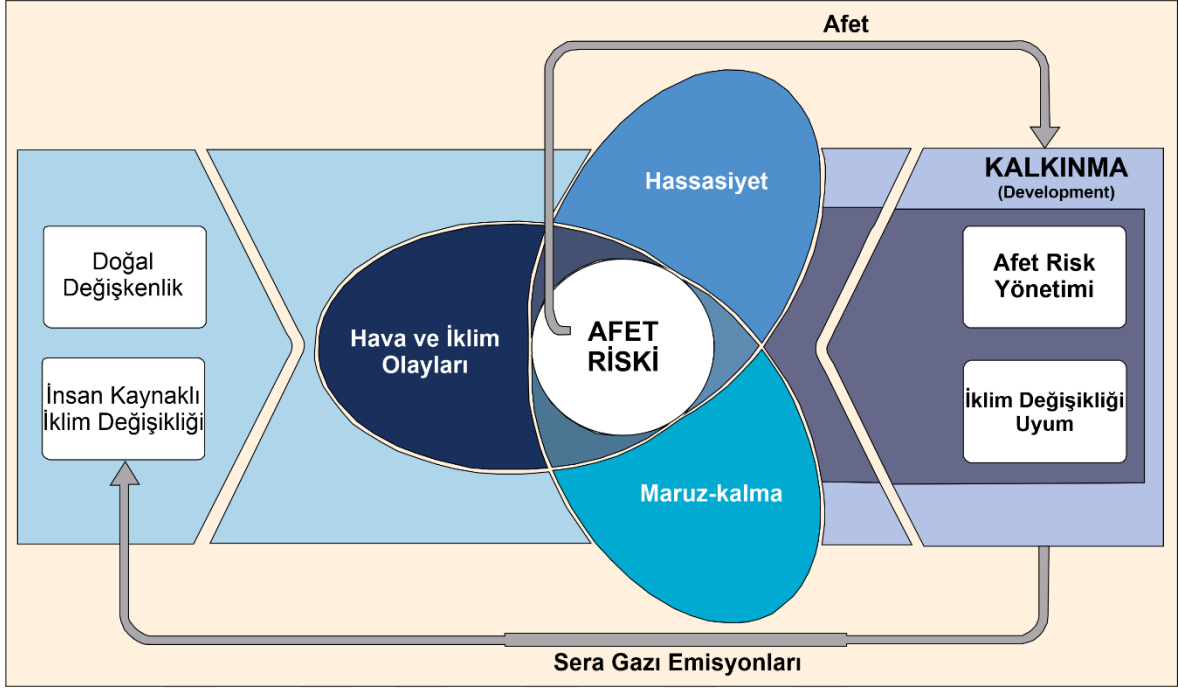 Afet
Hassasiyet
KALKINMA
(Development)
Doğal
Değişkenlik
Afet Risk
Yönetimi
Hava ve İklim
Olayları
AFET
RİSKİ
İnsan Kaynaklı
İklim Değişikliği
İklim Değişikliği
Uyum
Maruz-kalma
Sera Gazı Emisyonları